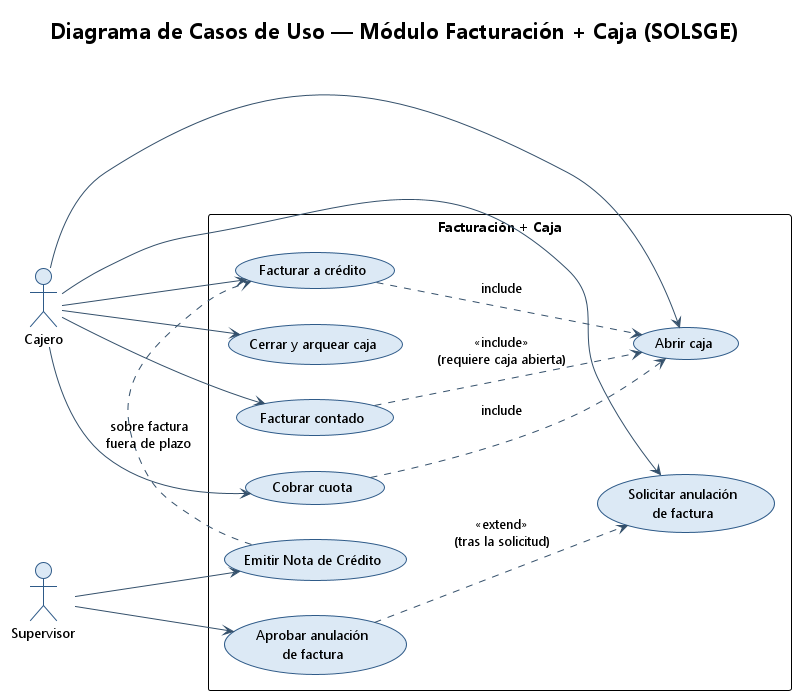 Diagrama de Casos de Uso — Módulo Facturación + Caja (SOLSGE)
Facturación + Caja
Facturar a crédito
include
Cajero
Cerrar y arquear caja
«include»
(requiere caja abierta)
Abrir caja
Facturar contado
include
sobre factura
fuera de plazo
Cobrar cuota
Solicitar anulación
de factura
«extend»
(tras la solicitud)
Emitir Nota de Crédito
Supervisor
Aprobar anulación
de factura